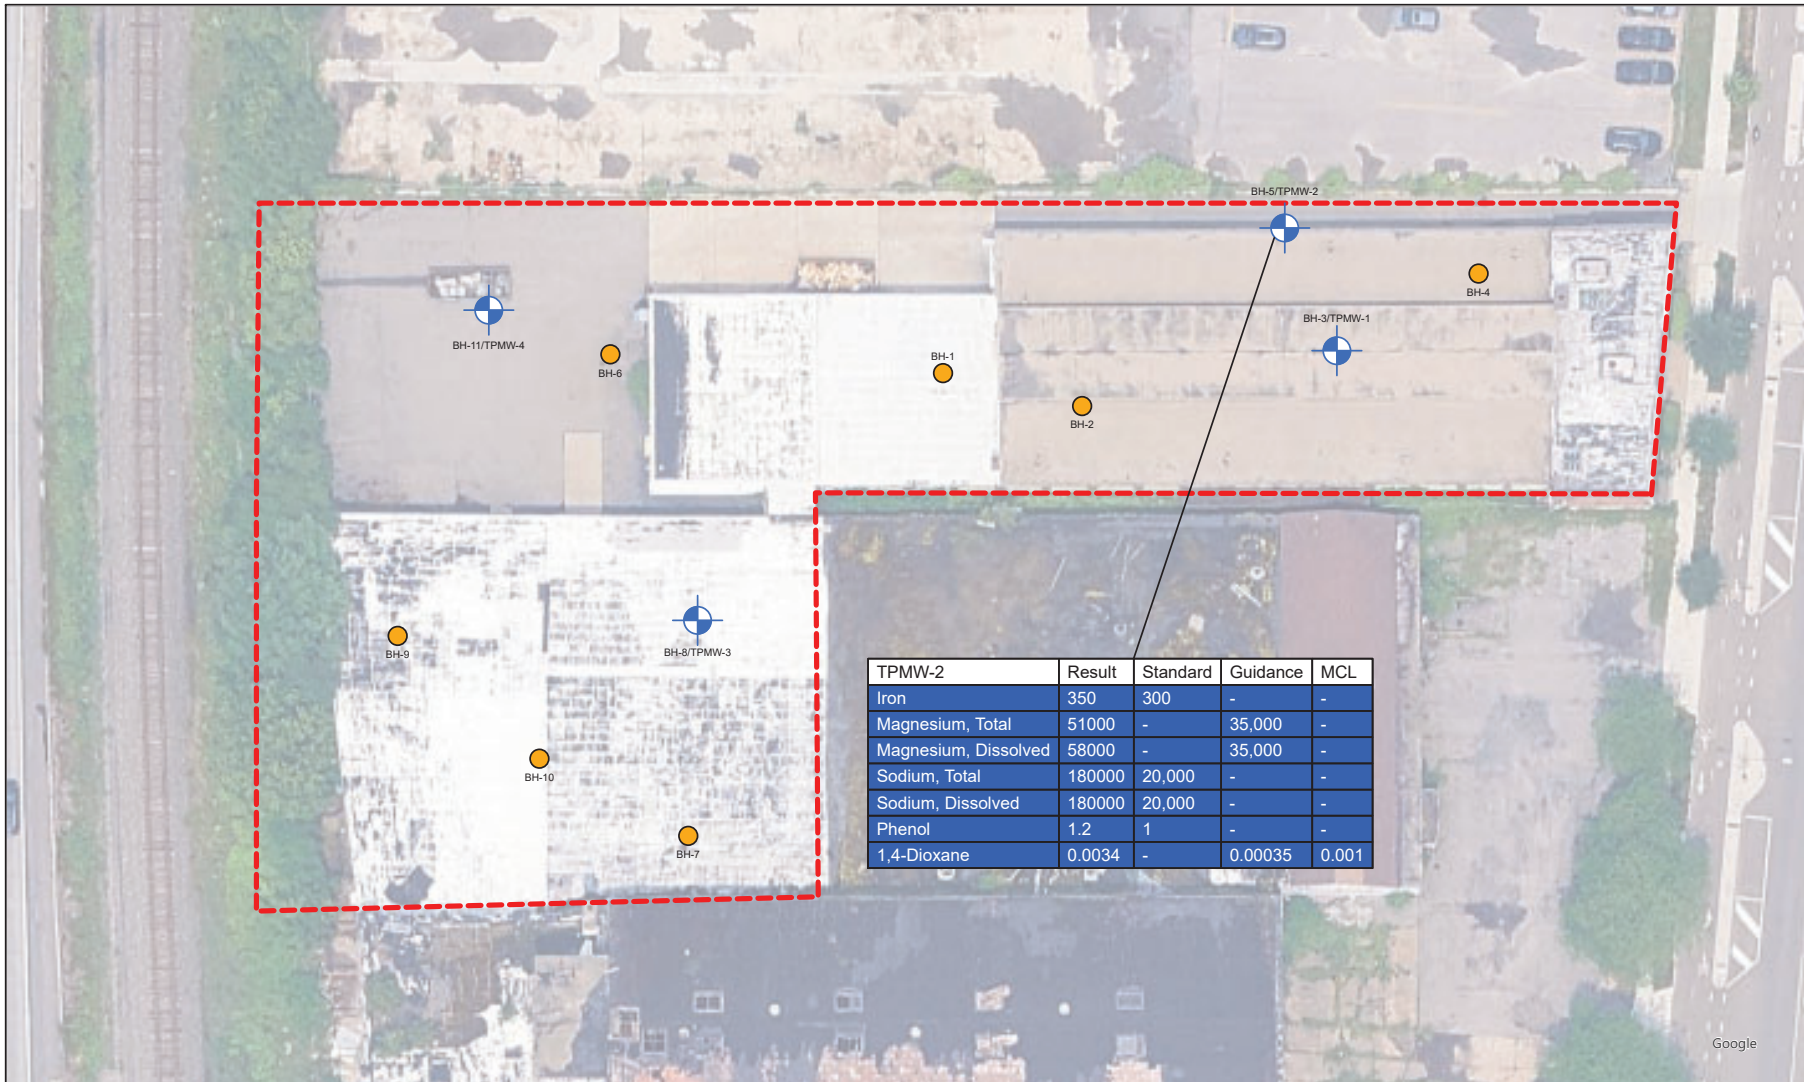 BH-5/TPMW-2
BH-4
BH-3/TPMW-1
BH-11/TPMW-4
BH-6
BH-1
BH-2
BH-9
BH-8/TPMW-3
BH-10
BH-7
TPMW-2 Result Standard Guidance MCL
Iron 350 300 - -
Magnesium, Total 51000 - 35,000 -
Magnesium, Dissolved 58000 - 35,000 -
Sodium, Total 180000 20,000 - -
Sodium, Dissolved 180000 20,000 - -
Phenol 1.2 1 - -
1,4-Dioxane 0.0034 - 0.00035 0.001
Google